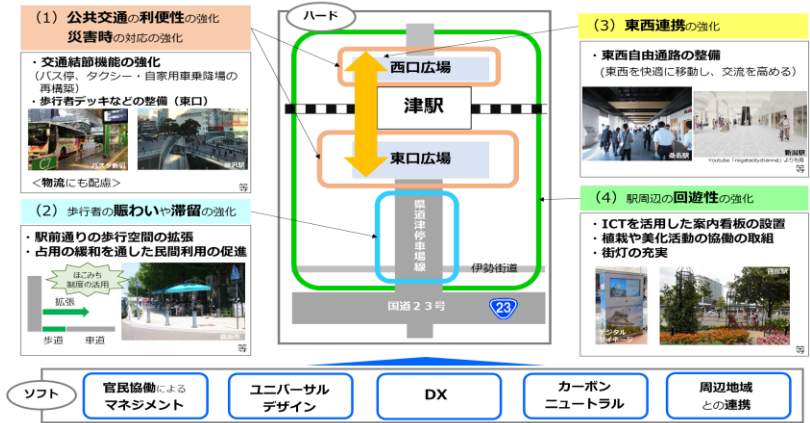 （1）公共交通の利便性の強化
災害時の対応の強化
・交通結節機能の強化
（バス停、タクシー・自家用車乗降場の
再構築）
・歩行者デッキなどの整備（東口）
バスタ新宿
＜物流にも配慮＞
等
（2）歩行者の賑わいや滞留の強化
・駅前通りの歩行空間の拡張
・占用の緩和を通した民間利用の促進
ほこみち
制度の活用
拡張
歩道
車道
等
ハード
西口広場
津駅
東口広場
県道津停車場線
伊勢街道
国道２３号
23
（3）東西連携の強化
・東西自由通路の整備
（東西を快適に移動し、交流を高める）
桑名駅
新潟駅
等
（4）駅周辺の回遊性の強化
・ICTを活用した案内看板の設置
・植栽や美化活動の協働の取組
・街灯の充実
デジタル
サイネージ
等
ソフト
官民協働による
マネジメント
ユニバーサル
デザイン
DX
カーボン
ニュートラル
周辺地域
との連携